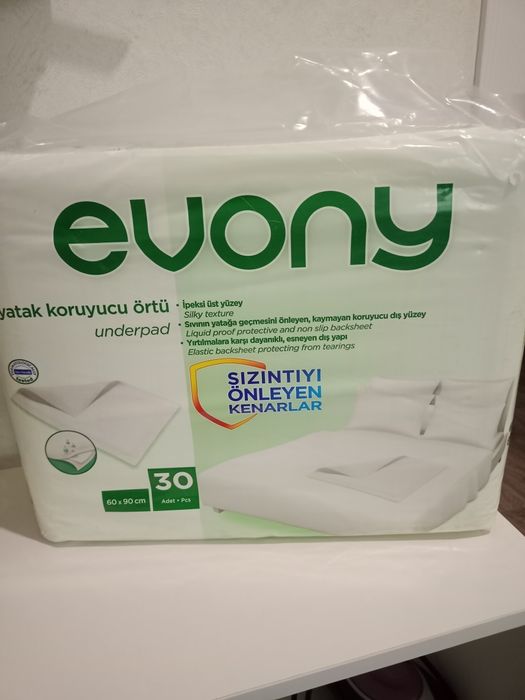 evony
yatak koruyucu örtü
underpad
• İpeksi üst yüzey
Silky texture
• Sıvının yatağa geçmesini önleyen, kaymayan koruyucu dış yüzey
Liquid proof protective and non slip backsheet
• Yırtılmalara karşı dayanıklı, esneyen dış yapı
Elastic backsheet protecting from tearings
SIZINTIYI
ÖNLEYEN
KENARLAR
60 x 90 cm
30
Adet • Pcs